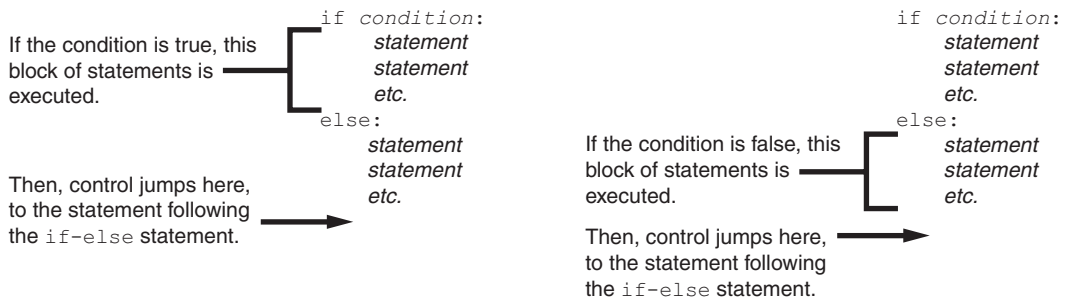 if condition:
If the condition is true, this
statement
block of statements is
statement
executed.
etc.
else:
statement
statement
Then, control jumps here,
etc.
to the statement following
the if-else statement.
if condition:
statement
statement
etc.
else:
If the condition is false, this
statement
block of statements is
statement
executed.
etc.
Then, control jumps here,
to the statement following
the if-else statement.